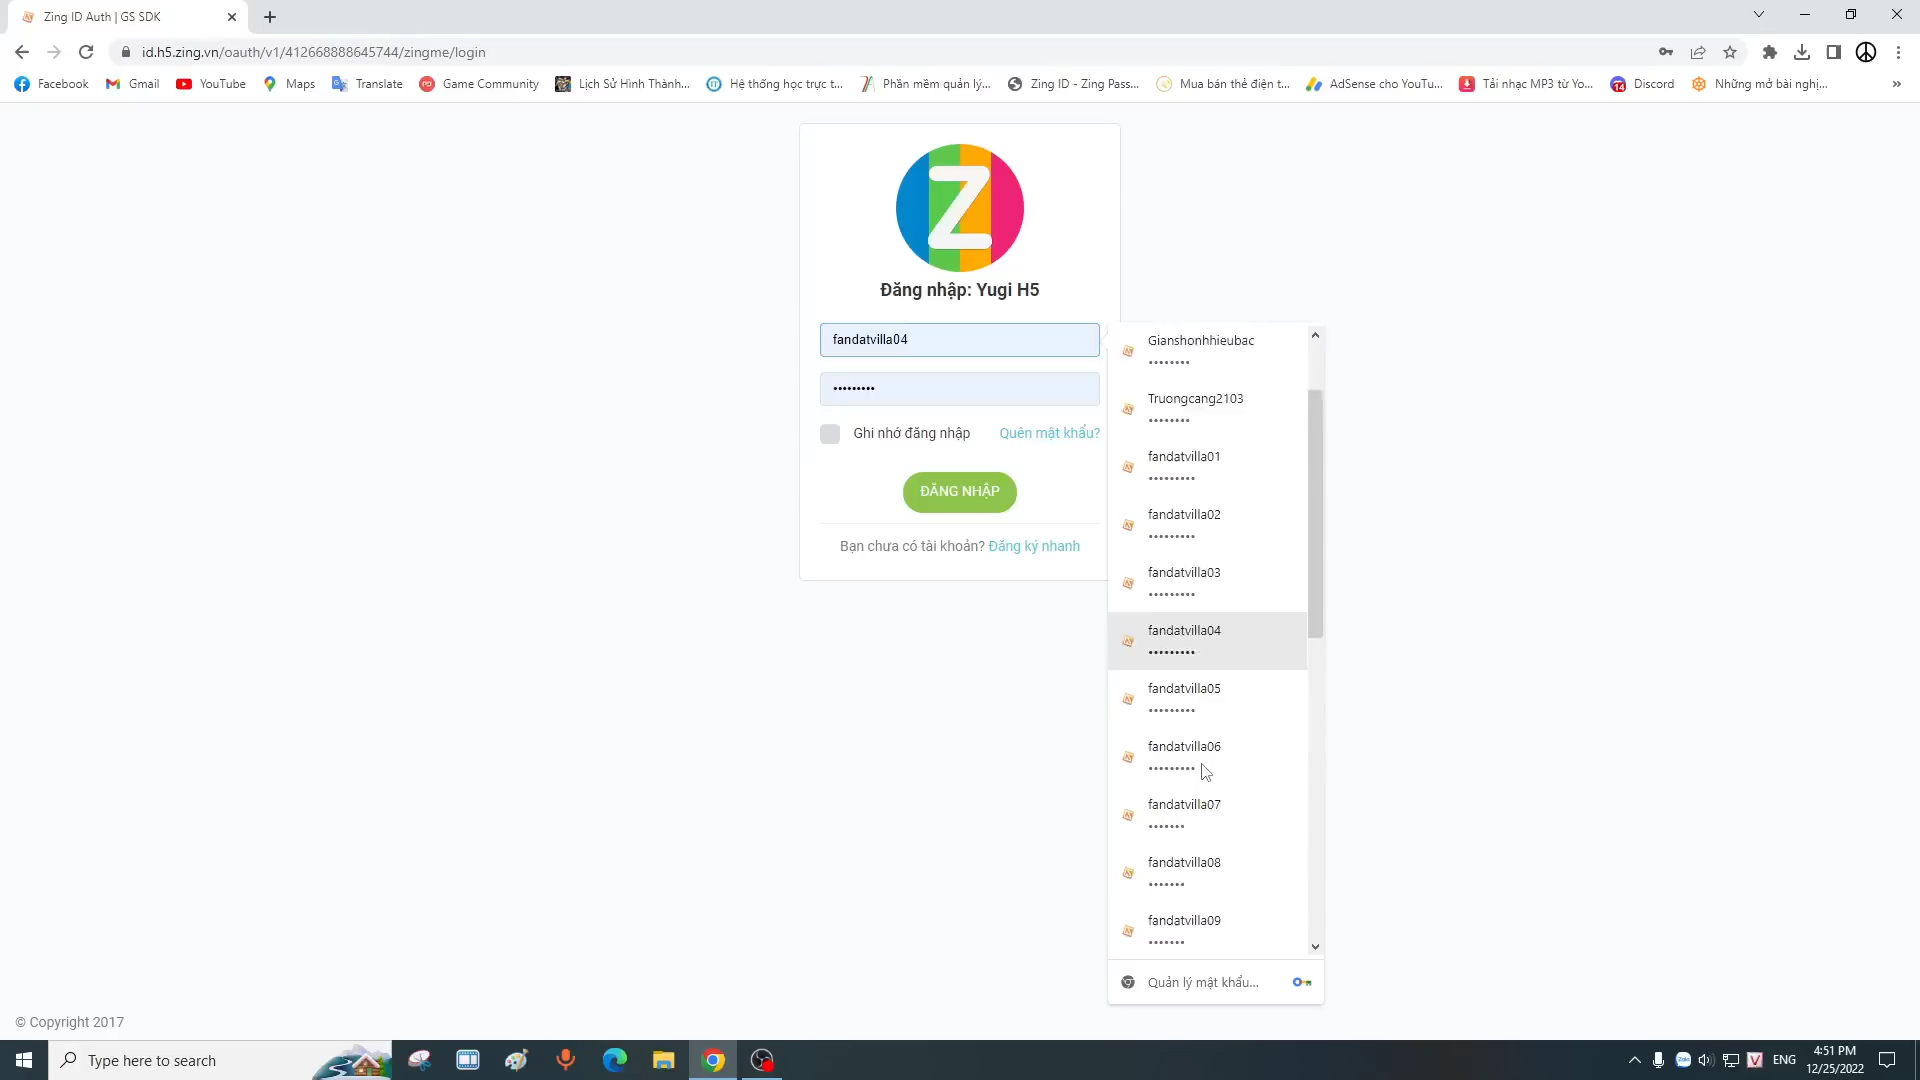 Zing ID Auth | GS SDK
id.h5.zing.vn/oauth/v1/412668888645744/zingme/login
Facebook
Gmail
YouTube
Maps
Translate
Game Community
Lịch Sử Hình Thành...
Hệ thống học trực t...
Phần mềm quản lý...
Zing ID - Zing Pass...
Mua bán thẻ điện t...
AdSense cho YouTu...
Tải nhạc MP3 từ Yo...
14
Discord
Những mở bài nghị...
»
Z
Đăng nhập: Yugi H5
fandatvilla04
•••••••••
Ghi nhớ đăng nhập
Quên mật khẩu?
ĐĂNG NHẬP
Bạn chưa có tài khoản? Đăng ký nhanh
Gianshonhhieubac
••••••••
Truongcang2103
••••••••
fandatvilla01
•••••••••
fandatvilla02
•••••••••
fandatvilla03
•••••••••
fandatvilla04
•••••••••
fandatvilla05
•••••••••
fandatvilla06
•••••••••
fandatvilla07
•••••••
fandatvilla08
•••••••
fandatvilla09
•••••••
Quản lý mật khẩu...
© Copyright 2017
Type here to search
Zalo
V
ENG
4:51 PM
12/25/2022